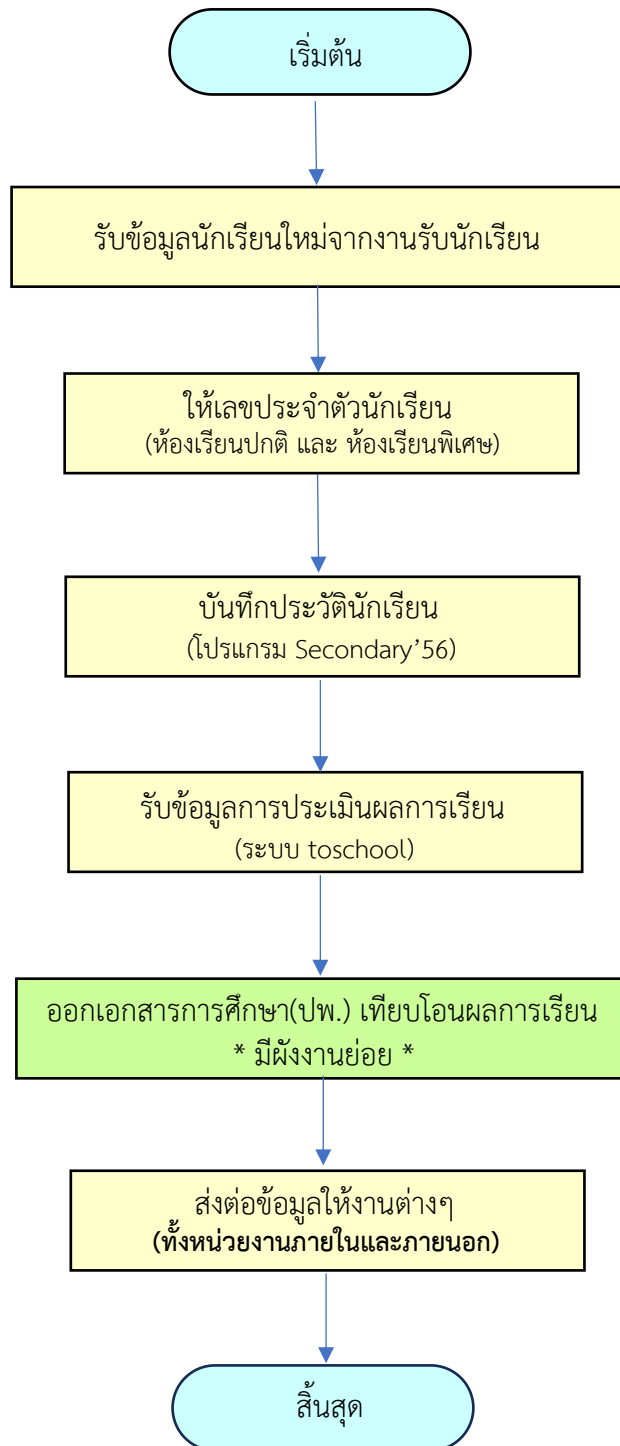 เริ่มต้น
รับข้อมูลนักเรียนใหม่จากงานรับนักเรียน
ให้เลขประจำตัวนักเรียน
(ห้องเรียนปกติ และ ห้องเรียนพิเศษ)
บันทึกประวัตินักเรียน
(โปรแกรม Secondary’56)
รับข้อมูลการประเมินผลการเรียน
(ระบบ toschool)
ออกเอกสารการศึกษา(ปพ.) เทียบโอนผลการเรียน
* มีผังงานย่อย *
ส่งต่อข้อมูลให้งานต่างๆ
(ทั้งหน่วยงานภายในและภายนอก)
สิ้นสุด